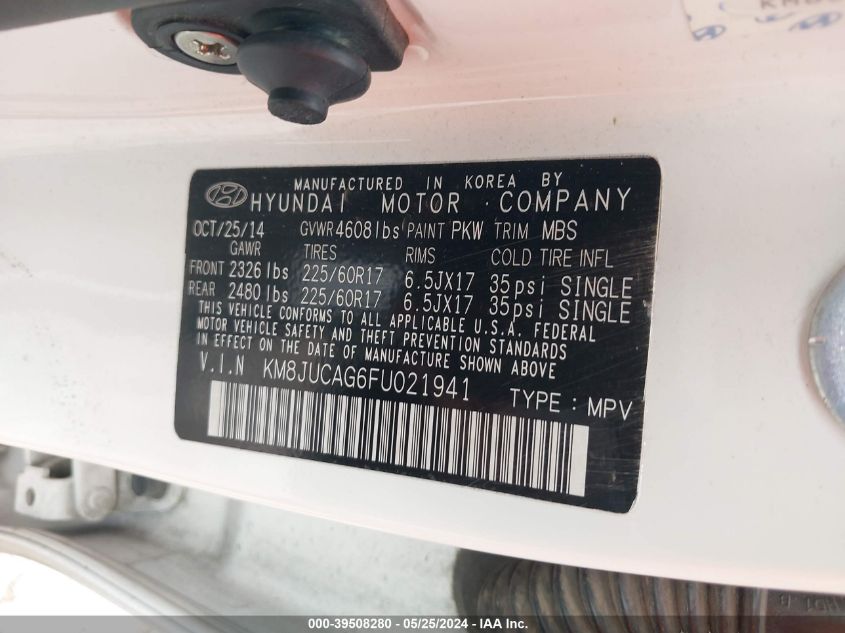 MANUFACTURED IN KOREA BY
HYUNDAI MOTOR COMPANY
OCT/25/14 GVWR 4608lbs PAINT PKW TRIM MBS
GAWR TIRES RIMS COLD TIRE INFL
FRONT 2326 lbs 225/60R17 6.5JX17 35psi SINGLE
REAR 2480 lbs 225/60R17 6.5JX17 35psi SINGLE
THIS VEHICLE CONFORMS TO ALL APPLICABLE U.S.A. FEDERAL
MOTOR VEHICLE SAFETY AND THEFT PREVENTION STANDARDS
IN EFFECT ON THE DATE OF MANUFACTURE SHOWN ABOVE
V.I.N KM8JUCAG6FU021941 TYPE : MPV
000-39508280 - 05/25/2024 - IAA Inc.